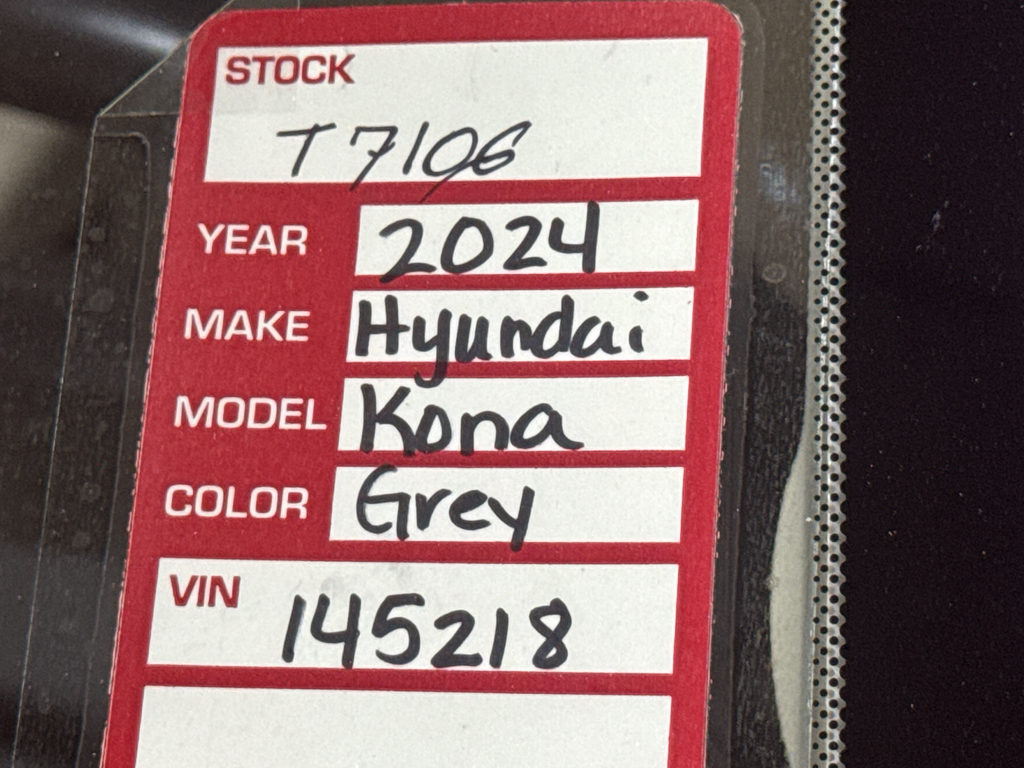 STOCK
T7106
YEAR 2024
MAKE Hyundai
MODEL Kona
COLOR Grey
VIN 145218